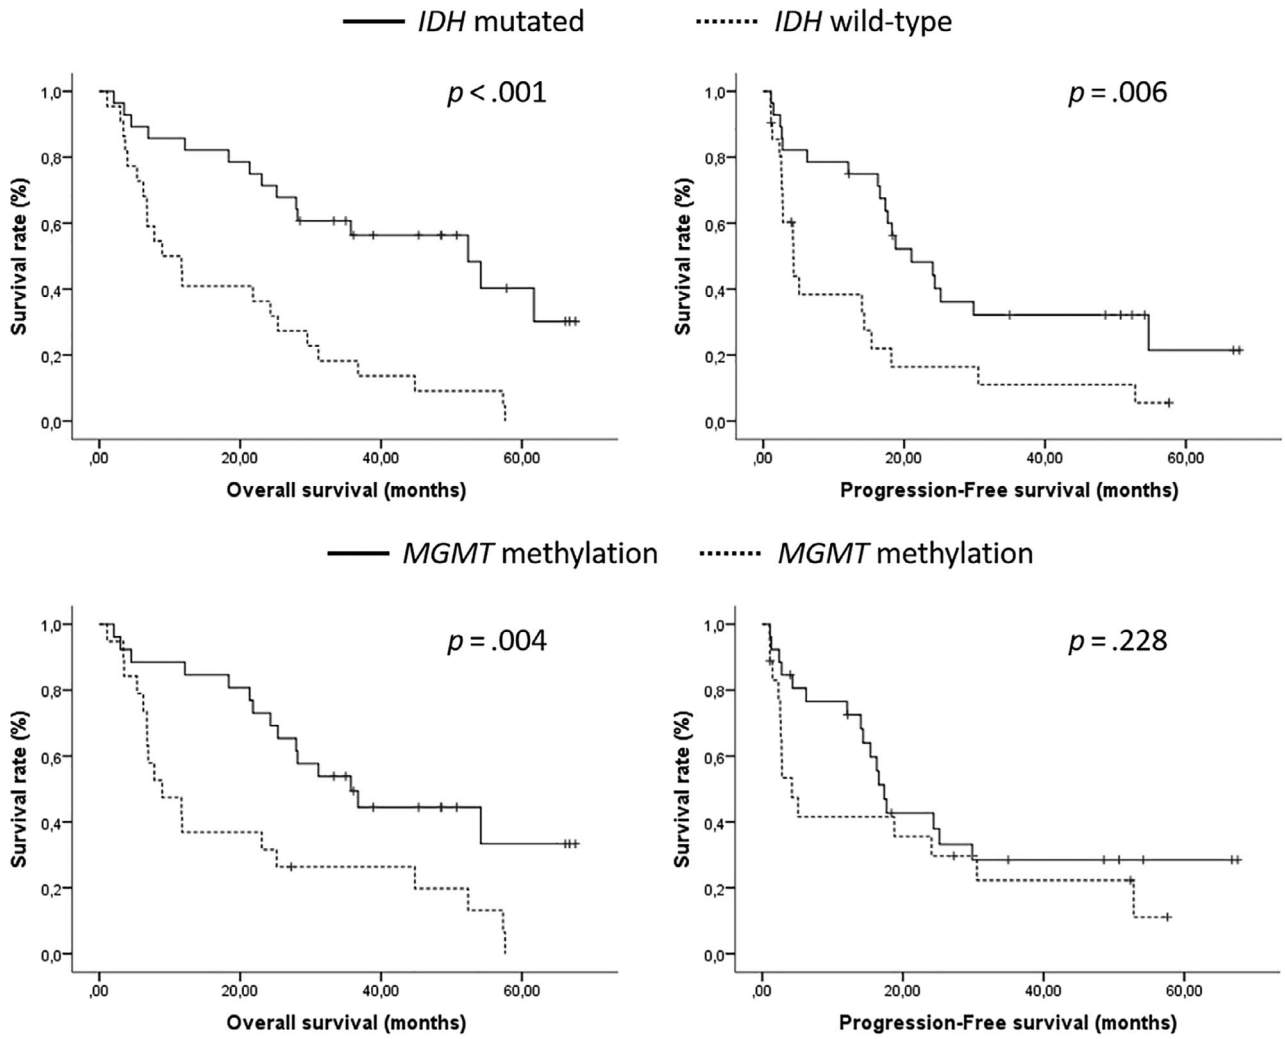 IDH mutated IDH wild-type
p < .001
1,0
0,8
0,6
0,4
0,2
0,0
Survival rate (%)
,00 20,00 40,00 60,00
Overall survival (months)
p = .006
1,0
0,8
0,6
0,4
0,2
0,0
Survival rate (%)
,00 20,00 40,00 60,00
Progression-Free survival (months)
MGMT methylation MGMT methylation
p = .004
1,0
0,8
0,6
0,4
0,2
0,0
Survival rate (%)
,00 20,00 40,00 60,00
Overall survival (months)
p = .228
1,0
0,8
0,6
0,4
0,2
0,0
Survival rate (%)
,00 20,00 40,00 60,00
Progression-Free survival (months)